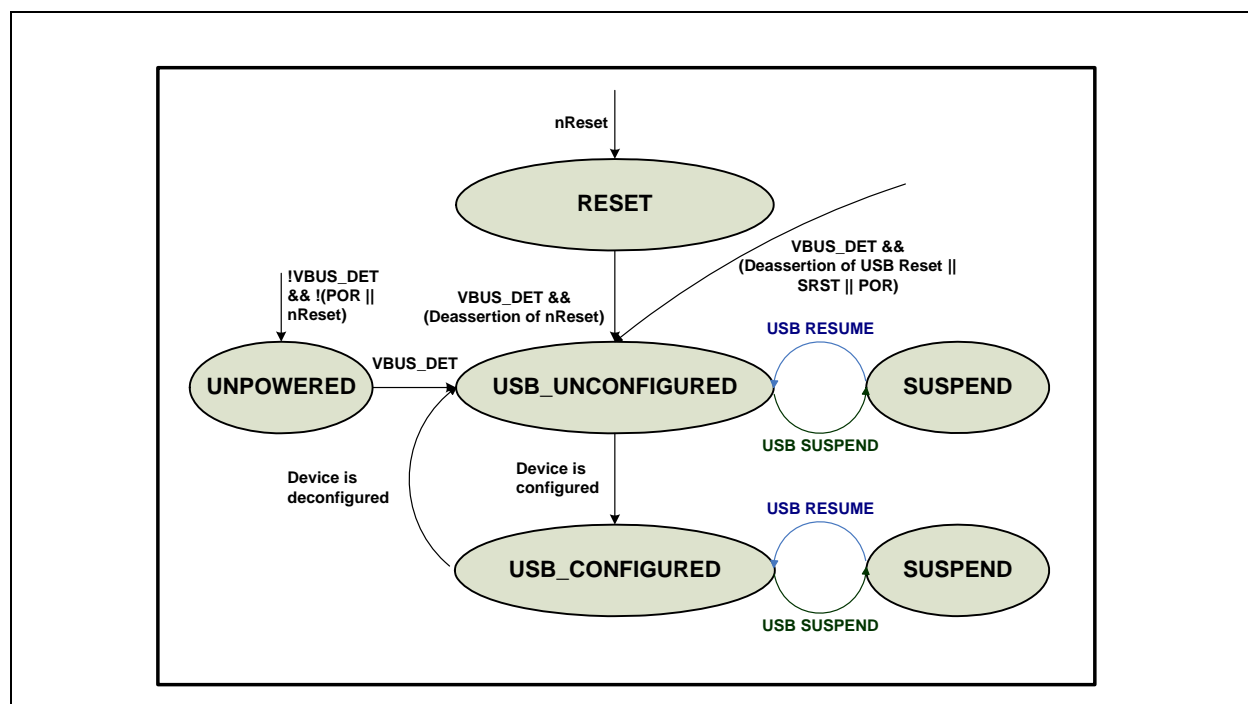 nReset
RESET
VBUS_DET &&
(Deassertion of USB Reset ||
SRST || POR)
!VBUS_DET
&& !(POR ||
nReset)
VBUS_DET &&
(Deassertion of nReset)
USB RESUME
VBUS_DET
UNPOWERED
USB_UNCONFIGURED
SUSPEND
USB SUSPEND
Device is
deconfigured
Device is
configured
USB RESUME
USB_CONFIGURED
SUSPEND
USB SUSPEND